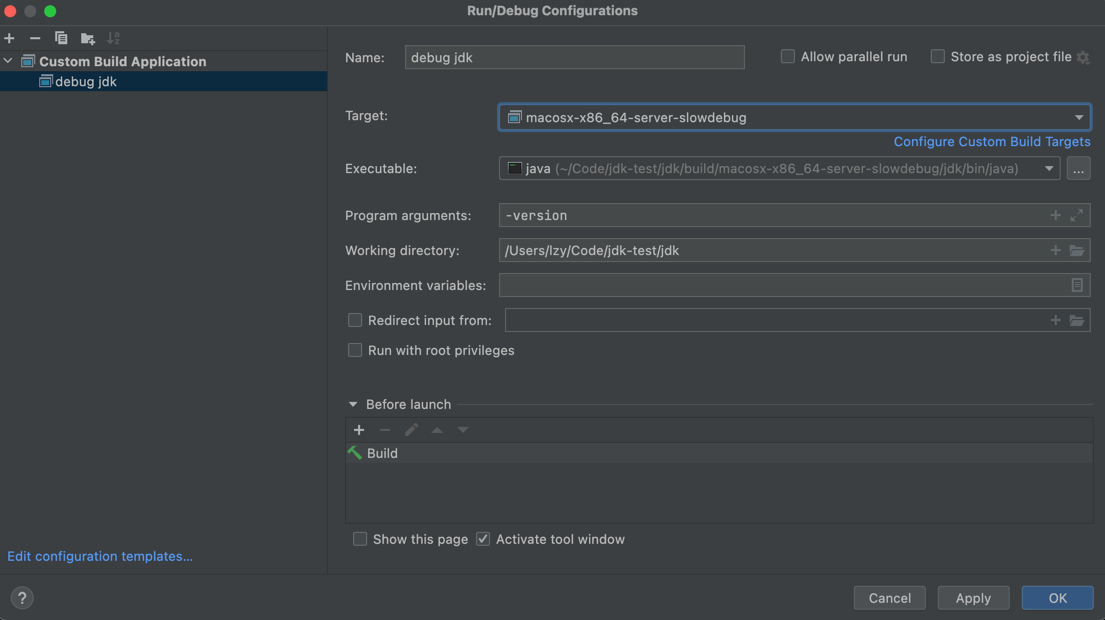 Run/Debug Configurations
Custom Build Application
debug jdk
Edit configuration templates...
Name: debug jdk Allow parallel run Store as project file
Target: macosx-x86_64-server-slowdebug
Configure Custom Build Targets
Executable: java (~/Code/jdk-test/jdk/build/macosx-x86_64-server-slowdebug/jdk/bin/java) ...
Program arguments: -version
Working directory: /Users/lzy/Code/jdk-test/jdk
Environment variables:
Redirect input from:
Run with root privileges
Before launch
Build
Show this page Activate tool window
? Cancel Apply OK